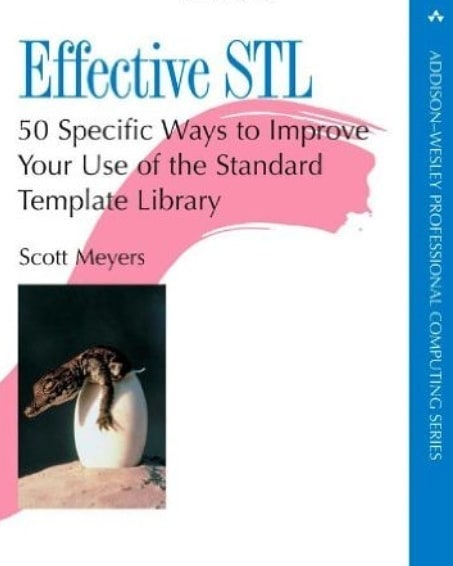 Effective STL
50 Specific Ways to Improve
Your Use of the Standard
Template Library
Scott Meyers
ADDISON–WESLEY PROFESSIONAL COMPUTING SERIES